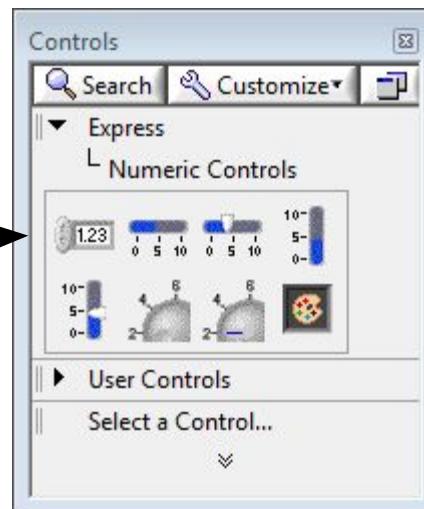 Controls
Search Customize
Express
Numeric Controls
1.23 0 5 10 0 5 10 10- 5- 0-
10- 5- 0- 2 4 6 2 4 6
User Controls
Select a Control...